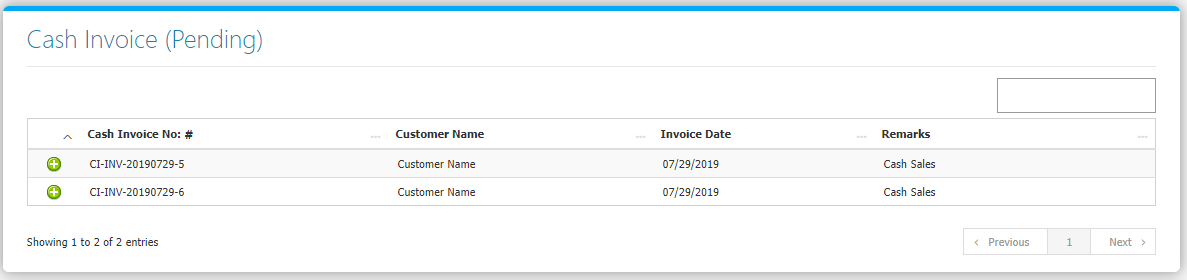 Cash Invoice (Pending)
Cash Invoice No: # Customer Name Invoice Date Remarks
CI-INV-20190729-5 Customer Name 07/29/2019 Cash Sales
CI-INV-20190729-6 Customer Name 07/29/2019 Cash Sales
Showing 1 to 2 of 2 entries Previous 1 Next